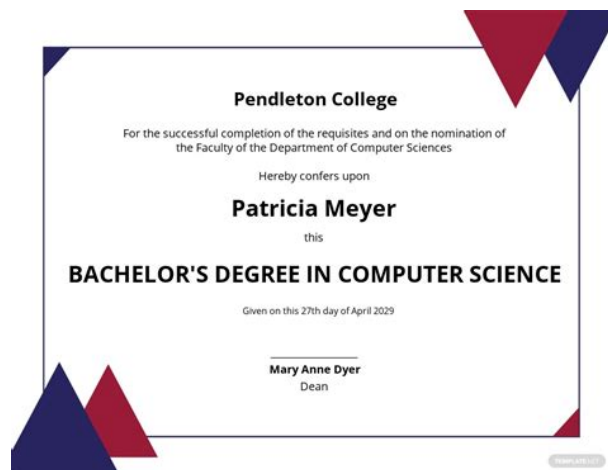 Pendleton College
For the successful completion of the requisites and on the nomination of
the Faculty of the Department of Computer Sciences
Hereby confers upon
Patricia Meyer
this
BACHELOR'S DEGREE IN COMPUTER SCIENCE
Given on this 27th day of April 2029
Mary Anne Dyer
Dean
TEMPLATE.NET